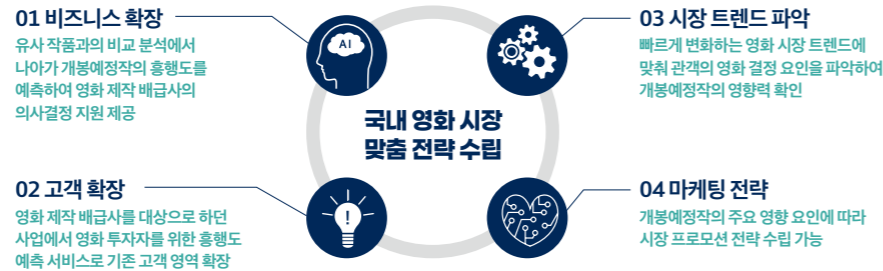 01 비즈니스 확장
유사 작품과의 비교 분석에서
나아가 개봉예정작의 흥행도를
예측하여 영화 제작 배급사의
의사결정 지원 제공
AI
03 시장 트렌드 파악
빠르게 변화하는 영화 시장 트렌드에
맞춰 관객의 영화 결정 요인을 파악하여
개봉예정작의 영향력 확인
국내 영화 시장
맞춤 전략 수립
02 고객 확장
영화 제작 배급사를 대상으로 하던
사업에서 영화 투자자를 위한 흥행도
예측 서비스로 기존 고객 영역 확장
!
04 마케팅 전략
개봉예정작의 주요 영향 요인에 따라
시장 프로모션 전략 수립 가능